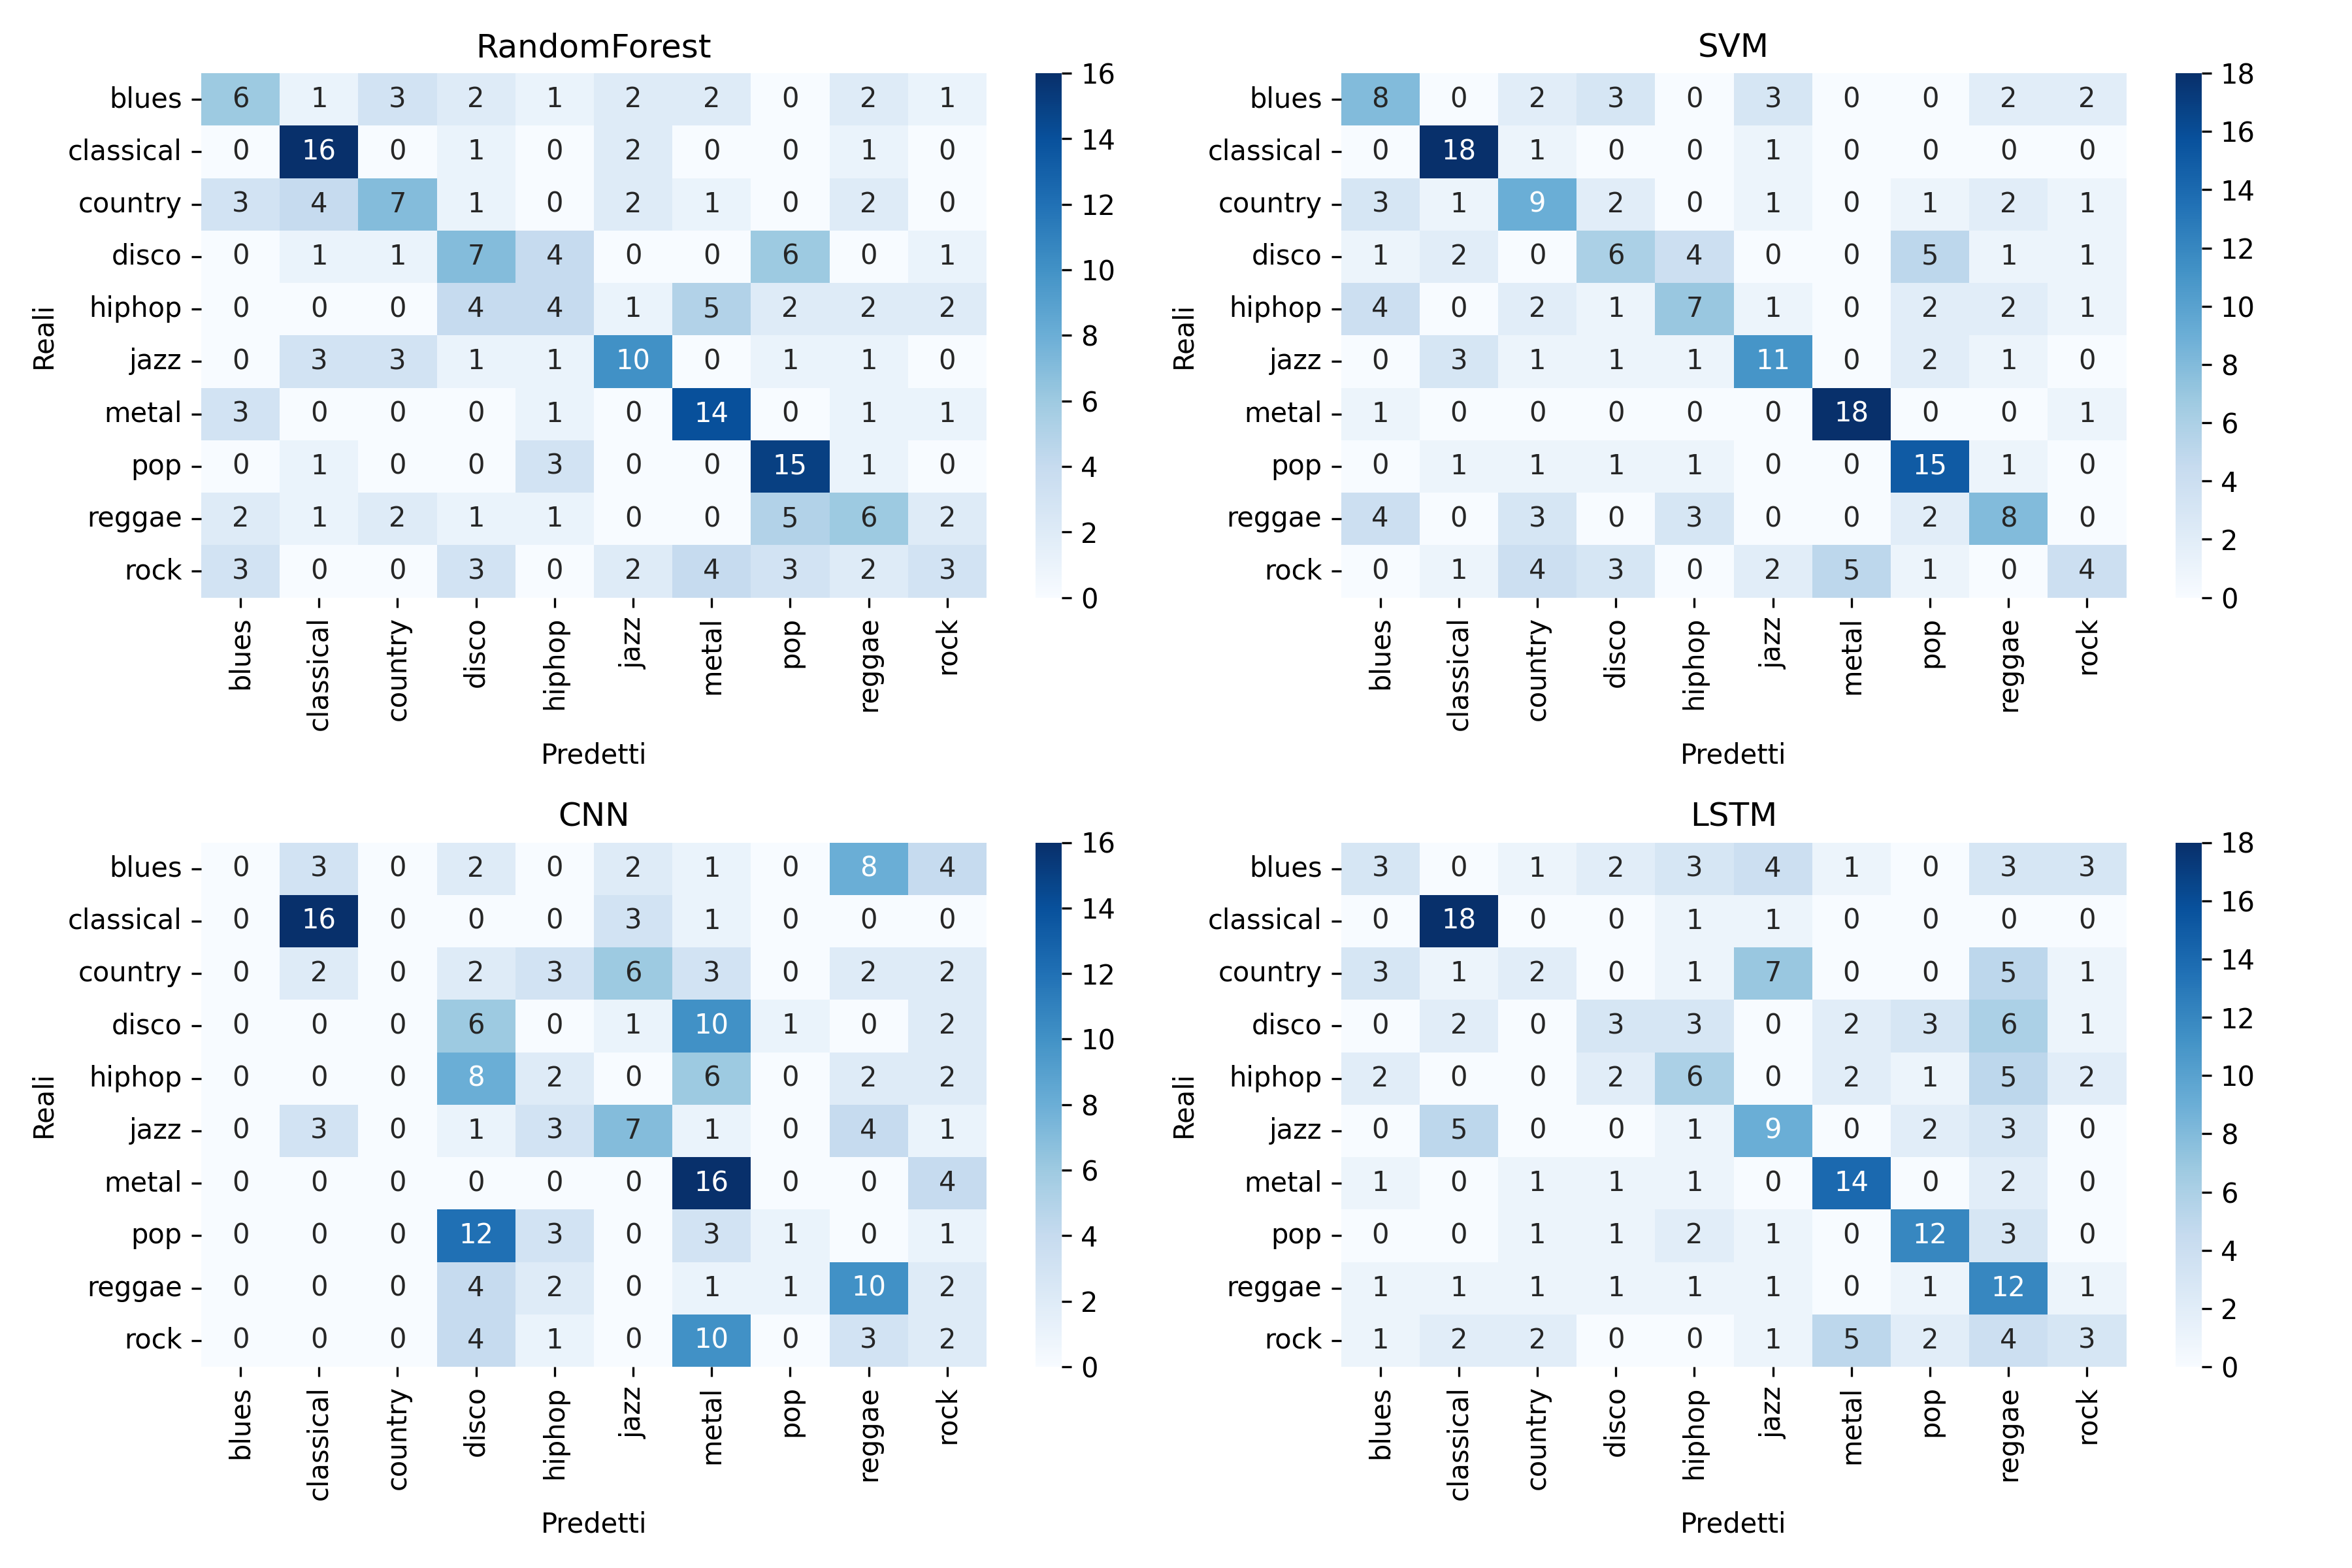 RandomForest
Reali
blues 6 1 3 2 1 2 2 0 2 1
classical 0 16 0 1 0 2 0 0 1 0
country 3 4 7 1 0 2 1 0 2 0
disco 0 1 1 7 4 0 0 6 0 1
hiphop 0 0 0 4 4 1 5 2 2 2
jazz 0 3 3 1 1 10 0 1 1 0
metal 3 0 0 0 1 0 14 0 1 1
pop 0 1 0 0 3 0 0 15 1 0
reggae 2 1 2 1 1 0 0 5 6 2
rock 3 0 0 3 0 2 4 3 2 3
blues classical country disco hiphop jazz metal pop reggae rock
Predetti
16
14
12
10
8
6
4
2
0
SVM
Reali
blues 8 0 2 3 0 3 0 0 2 2
classical 0 18 1 0 0 1 0 0 0 0
country 3 1 9 2 0 1 0 1 2 1
disco 1 2 0 6 4 0 0 5 1 1
hiphop 4 0 2 1 7 1 0 2 2 1
jazz 0 3 1 1 1 11 0 2 1 0
metal 1 0 0 0 0 0 18 0 0 1
pop 0 1 1 1 1 0 0 15 1 0
reggae 4 0 3 0 3 0 0 2 8 0
rock 0 1 4 3 0 2 5 1 0 4
blues classical country disco hiphop jazz metal pop reggae rock
Predetti
18
16
14
12
10
8
6
4
2
0
CNN
Reali
blues 0 3 0 2 0 2 1 0 8 4
classical 0 16 0 0 0 3 1 0 0 0
country 0 2 0 2 3 6 3 0 2 2
disco 0 0 0 6 0 1 10 1 0 2
hiphop 0 0 0 8 2 0 6 0 2 2
jazz 0 3 0 1 3 7 1 0 4 1
metal 0 0 0 0 0 0 16 0 0 4
pop 0 0 0 12 3 0 3 1 0 1
reggae 0 0 0 4 2 0 1 1 10 2
rock 0 0 0 4 1 0 10 0 3 2
blues classical country disco hiphop jazz metal pop reggae rock
Predetti
16
14
12
10
8
6
4
2
0
LSTM
Reali
blues 3 0 1 2 3 4 1 0 3 3
classical 0 18 0 0 1 1 0 0 0 0
country 3 1 2 0 1 7 0 0 5 1
disco 0 2 0 3 3 0 2 3 6 1
hiphop 2 0 0 2 6 0 2 1 5 2
jazz 0 5 0 0 1 9 0 2 3 0
metal 1 0 1 1 1 0 14 0 2 0
pop 0 0 1 1 2 1 0 12 3 0
reggae 1 1 1 1 1 1 0 1 12 1
rock 1 2 2 0 0 1 5 2 4 3
blues classical country disco hiphop jazz metal pop reggae rock
Predetti
18
16
14
12
10
8
6
4
2
0